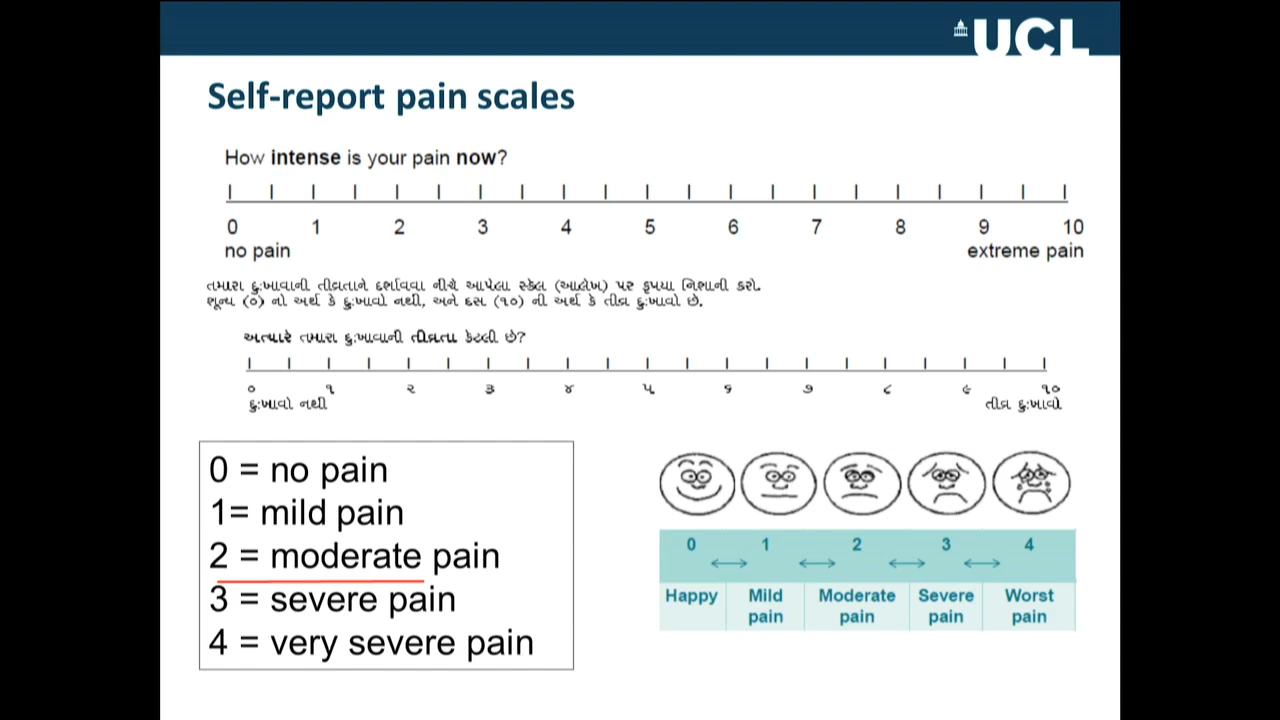 UCL
Self-report pain scales
How intense is your pain now?
0 1 2 3 4 5 6 7 8 9 10
no pain extreme pain
તમારા દુઃખાવાની તીવ્રતાને દર્શાવવા નીચે આપેલા સ્કેલ (આલેખ) પર કૃપયા નિશાની કરો.
શૂન્ય (૦) નો અર્થ કે દુઃખાવો નથી, અને દસ (૧૦) ની અર્થ કે તીવ્ર દુઃખાવો છે.
અત્યારે તમારા દુઃખાવાની તીવ્રતા કેટલી છે?
૦ ૧ ૨ ૩ ૪ ૫ ૬ ૭ ૮ ૯ ૧૦
દુઃખાવો નથી તીવ્ર દુઃખાવો
0 = no pain
1= mild pain
2 = moderate pain
3 = severe pain
4 = very severe pain
0 1 2 3 4
Happy Mild pain Moderate pain Severe pain Worst pain